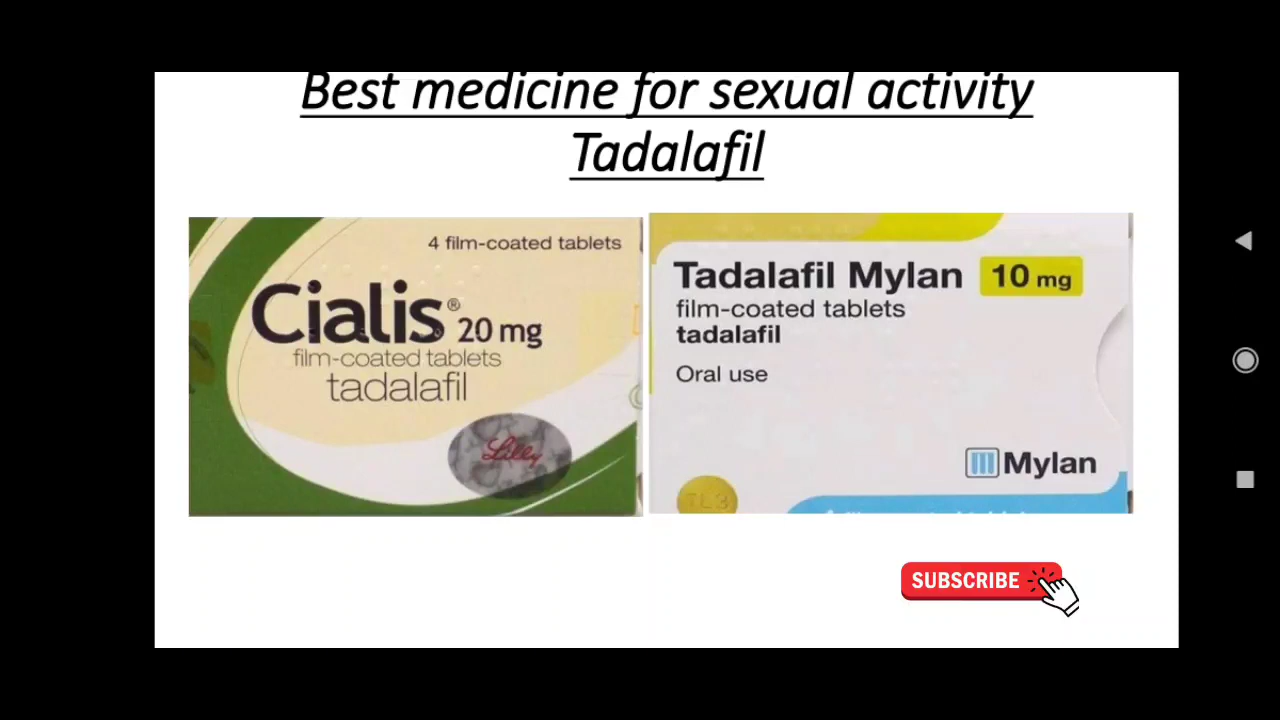 Best medicine for sexual activity
Tadalafil
4 film-coated tablets
Cialis® 20 mg
film-coated tablets
tadalafil
Lilly
Tadalafil Mylan 10 mg
film-coated tablets
tadalafil
Oral use
Mylan
TL3
SUBSCRIBE